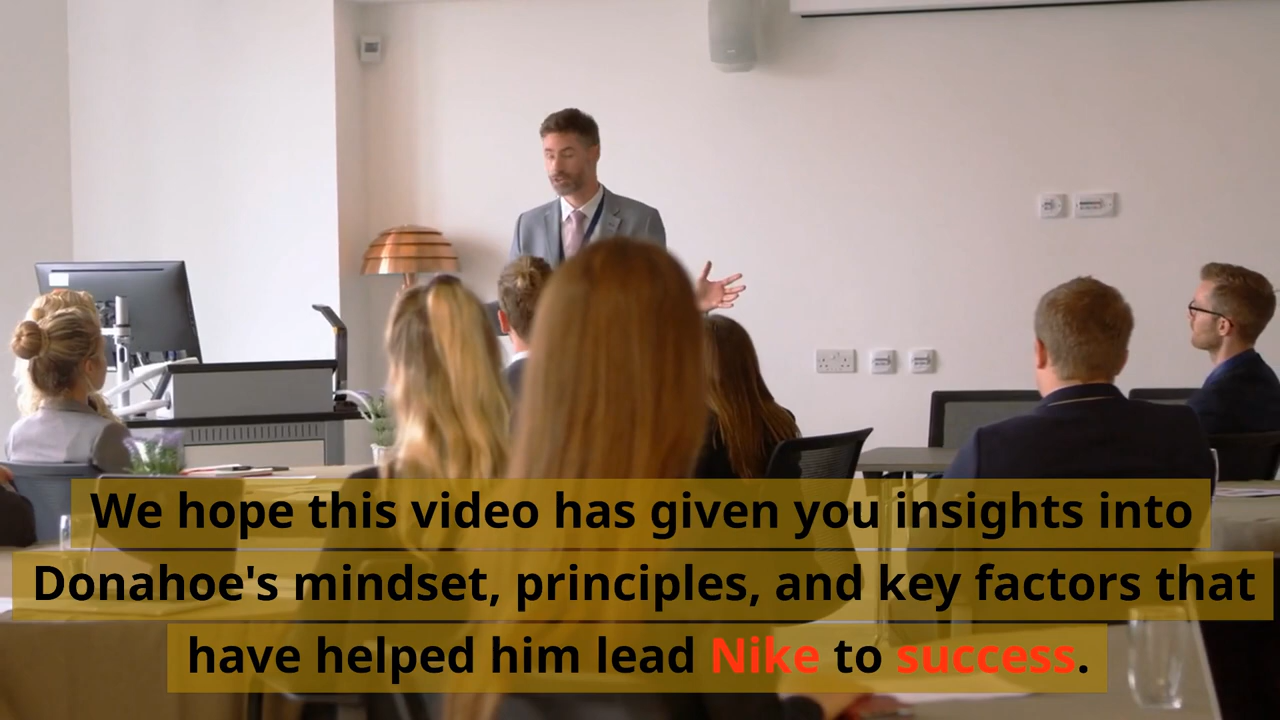 We hope this video has given you insights into
Donahoe's mindset, principles, and key factors that
have helped him lead Nike to success.